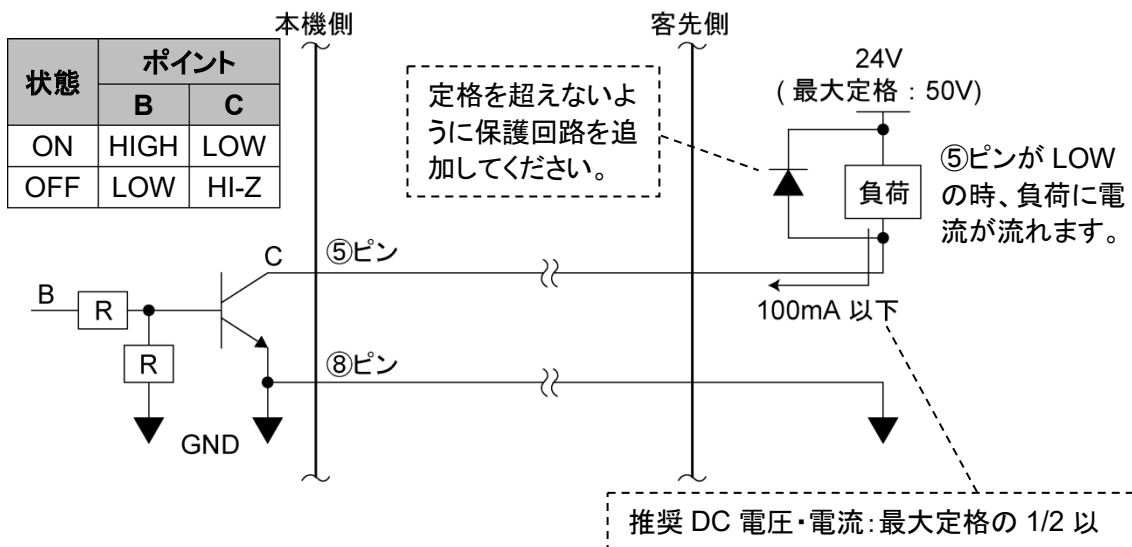 本機側
客先側
状態 ポイント
B C
ON HIGH LOW
OFF LOW HI-Z
定格を超えないよ
うに保護回路を追
加してください。
24V
(最大定格：50V)
負荷
⑤ピンが LOW
の時、負荷に電
流が流れます。
C
⑤ピン
B
R
R
100mA 以下
⑧ピン
GND
推奨 DC 電圧・電流：最大定格の 1/2 以